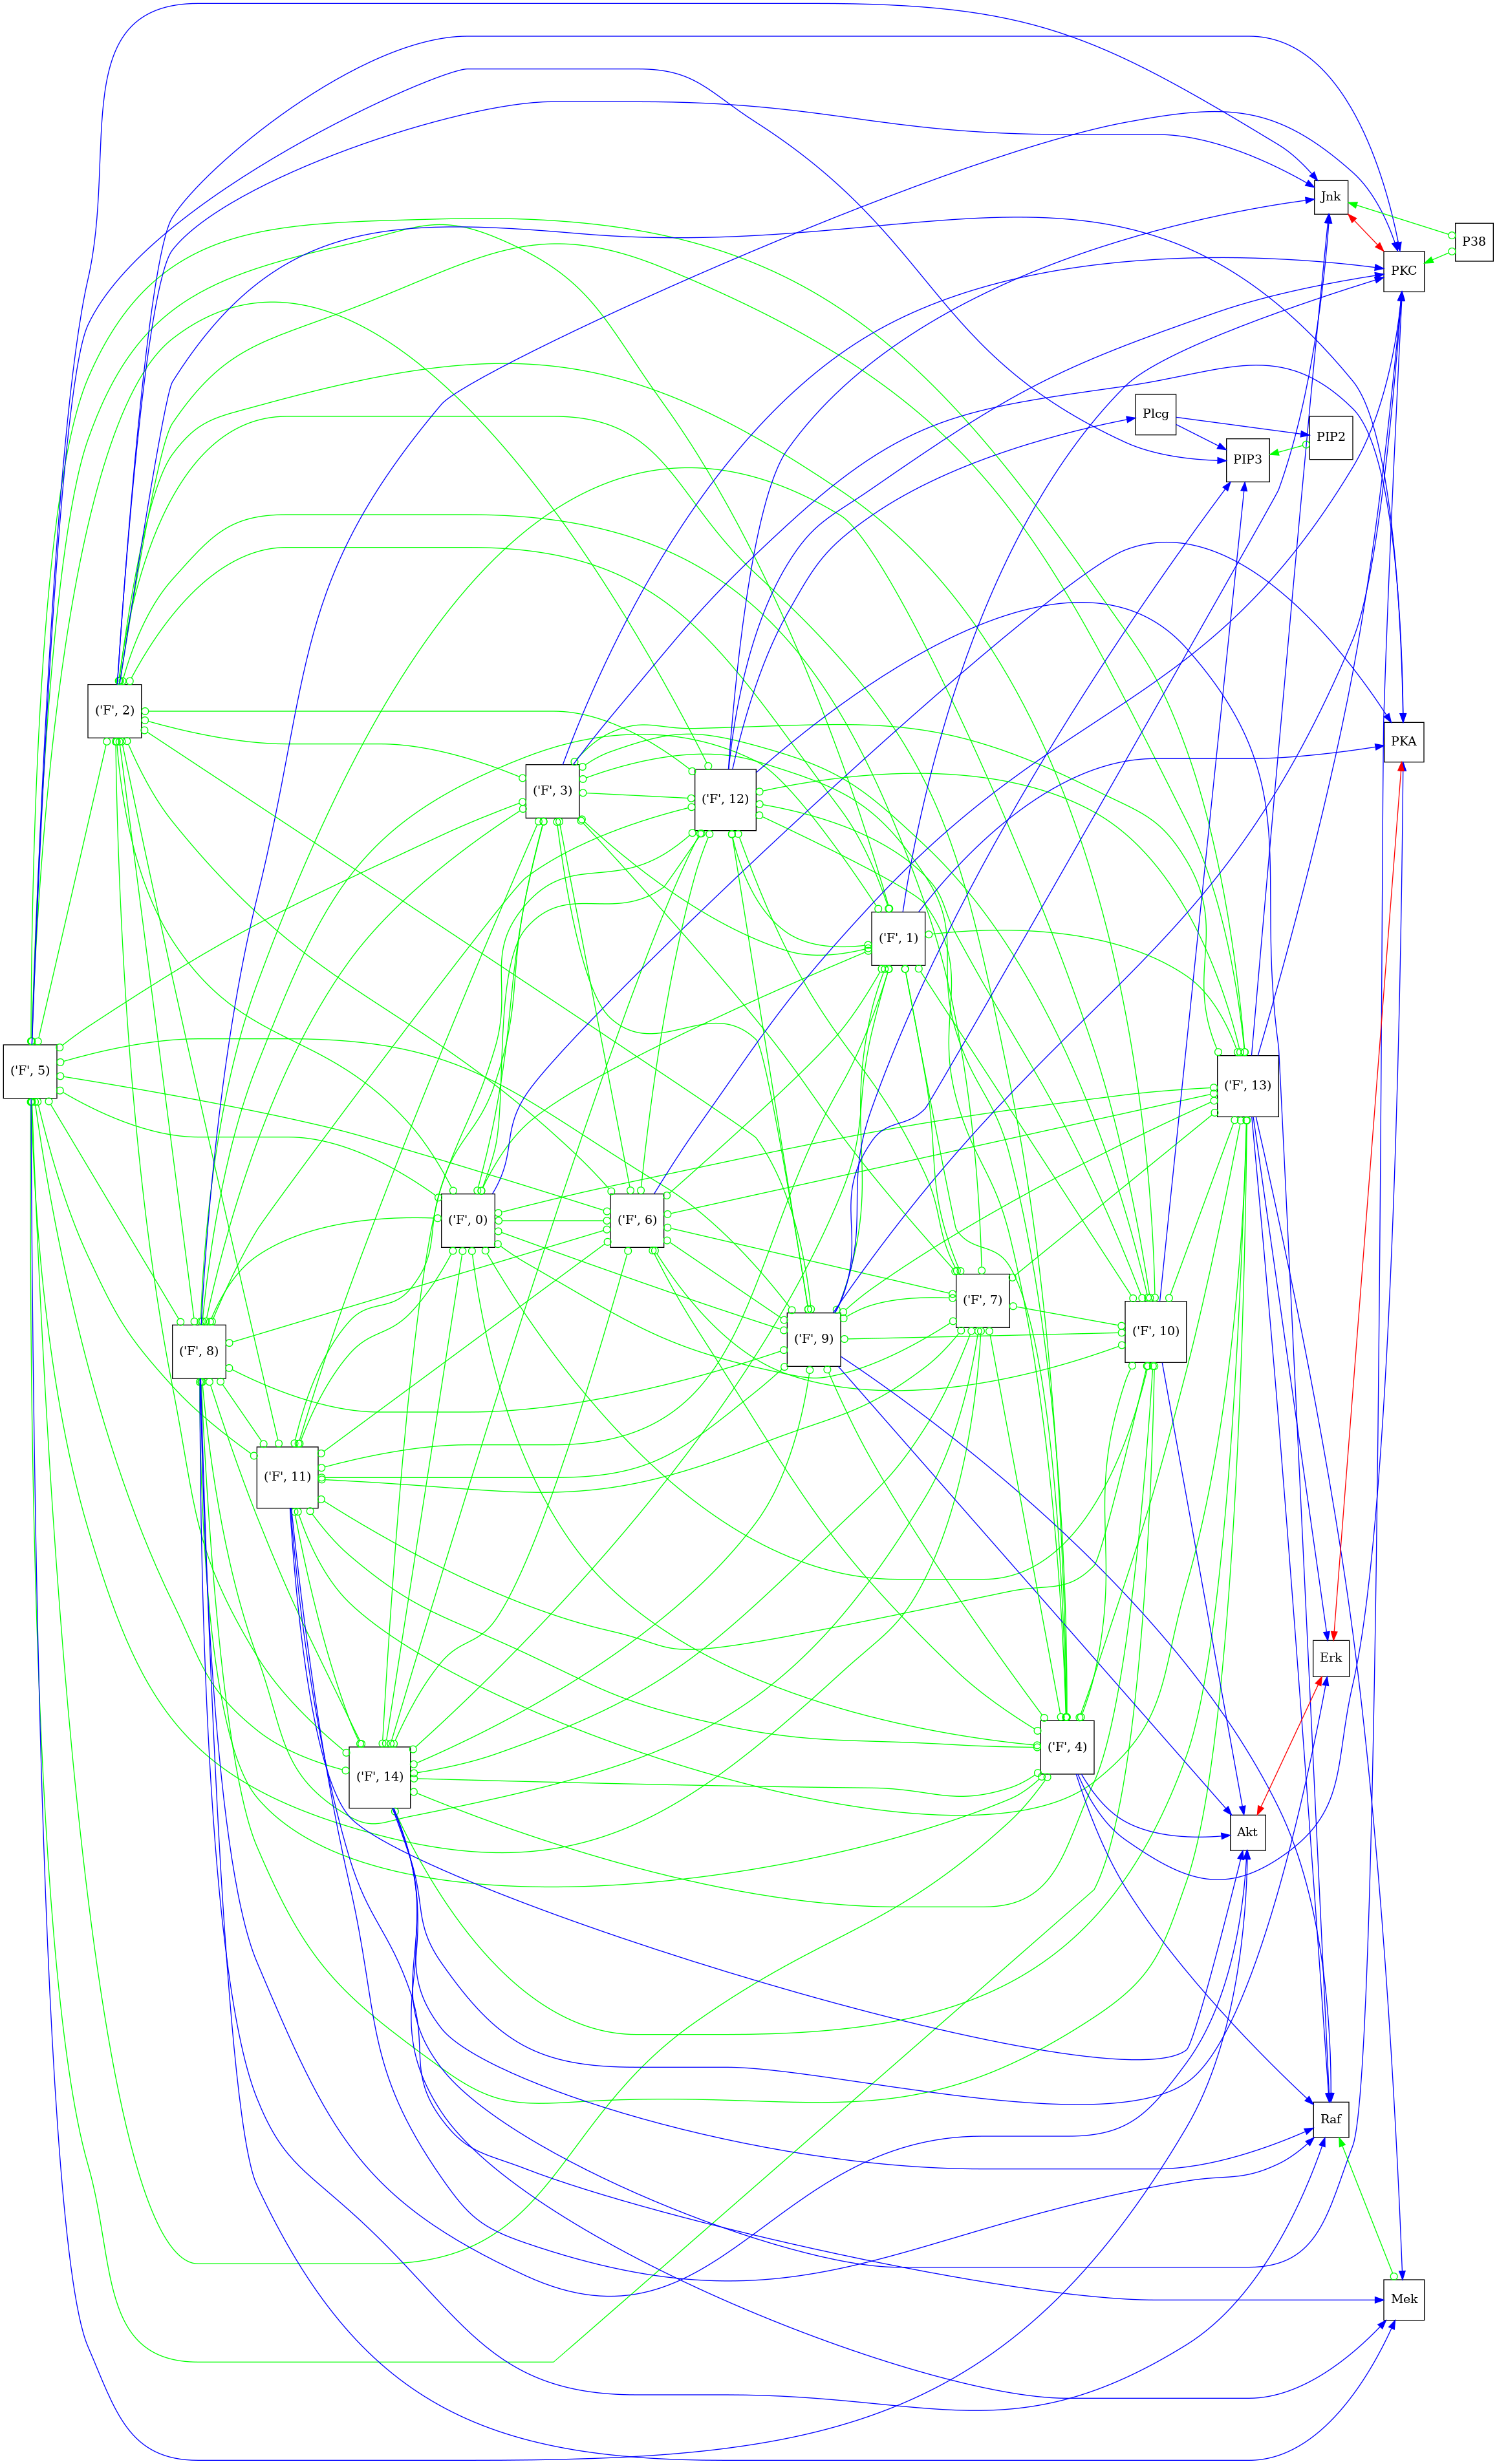 Jnk
P38
PKC
Plcg
PIP2
PIP3
('F', 2)
PKA
('F', 3)
('F', 12)
('F', 1)
('F', 5)
('F', 13)
('F', 0)
('F', 6)
('F', 7)
('F', 10)
('F', 9)
('F', 8)
('F', 11)
Erk
('F', 4)
('F', 14)
Akt
Raf
Mek